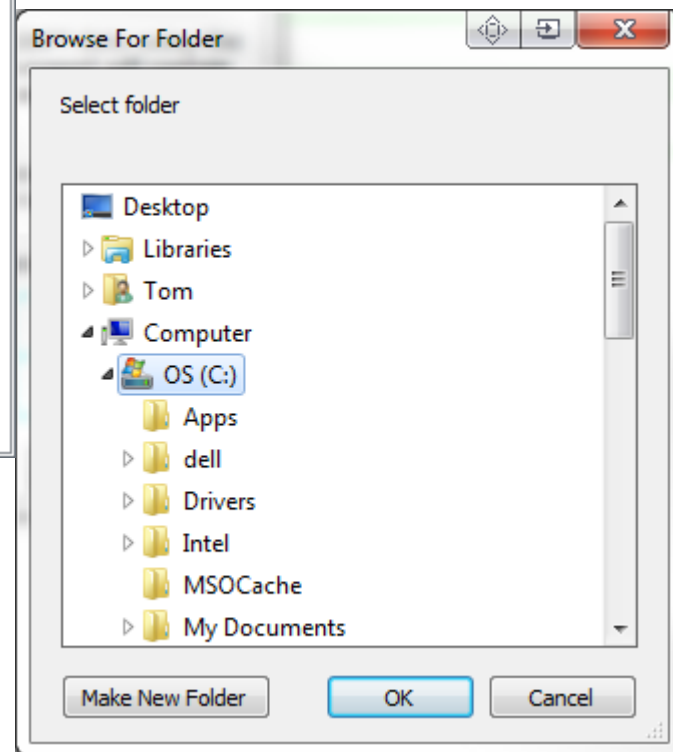 Browse For Folder
Select folder
Desktop
Libraries
Tom
Computer
OS (C:)
Apps
dell
Drivers
Intel
MSOCache
My Documents
Make New Folder OK Cancel